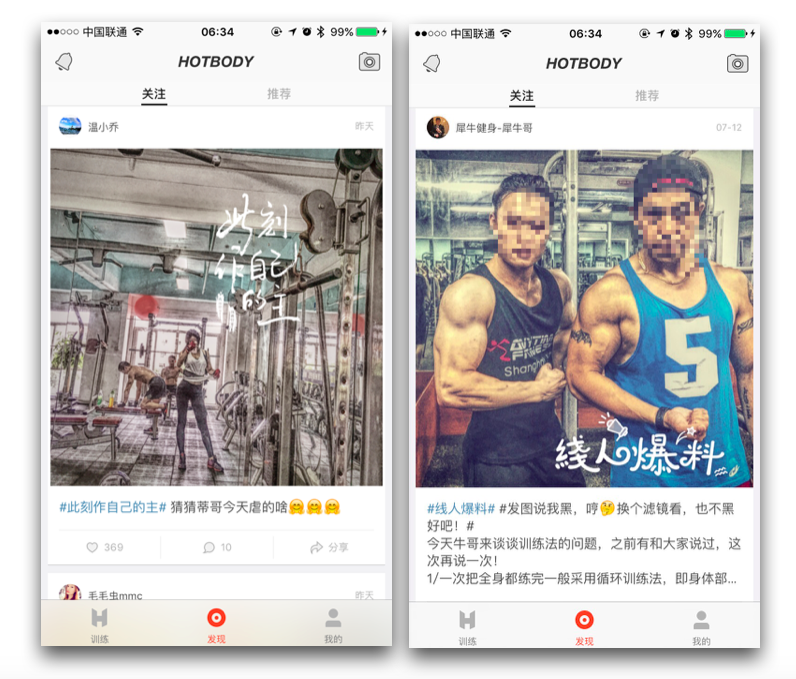 中国联通
06:34
99%
HOTBODY
关注
推荐
温小乔
昨天
此刻
作自己
的主
#此刻作自己的主# 猜猜蒂哥今天虐的啥🤗🤗🤗
369
10
分享
毛毛虫mmc
昨天
训练
发现
我的
中国联通
06:34
99%
HOTBODY
关注
推荐
犀牛健身-犀牛哥
07-12
ANYTIME
FITNESS
Shanghai
5
線人爆料
#线人爆料# #发图说我黑，哼🤔换个滤镜看，也不黑
好吧！#
今天牛哥来谈谈训练法的问题，之前有和大家说过，这
次再说一次！
1/一次把全身都练完一般采用循环训练法，即身体部...
训练
发现
我的